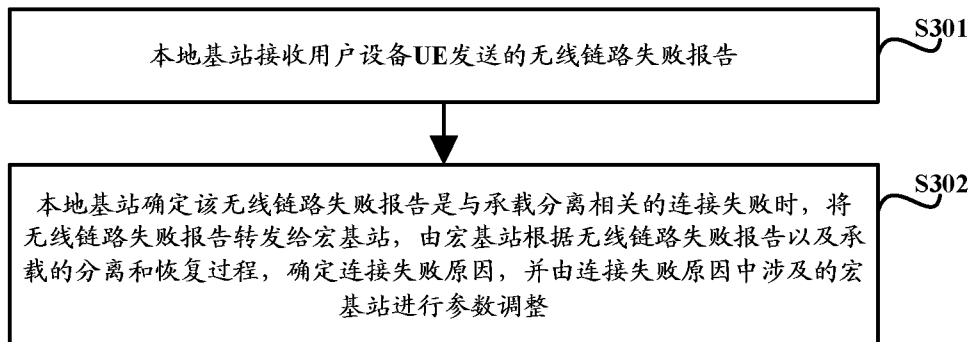 S301
本地基站接收用户设备UE发送的无线链路失败报告
S302
本地基站确定该无线链路失败报告是与承载分离相关的连接失败时，将
无线链路失败报告转发给宏基站，由宏基站根据无线链路失败报告以及承
载的分离和恢复过程，确定连接失败原因，并由连接失败原因中涉及的宏
基站进行参数调整